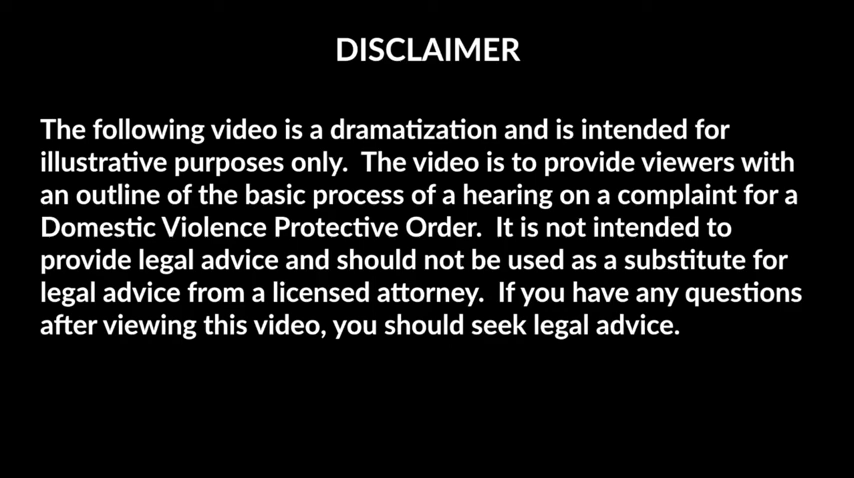 DISCLAIMER
The following video is a dramatization and is intended for
illustrative purposes only.  The video is to provide viewers with
an outline of the basic process of a hearing on a complaint for a
Domestic Violence Protective Order.  It is not intended to
provide legal advice and should not be used as a substitute for
legal advice from a licensed attorney.  If you have any questions
after viewing this video, you should seek legal advice.